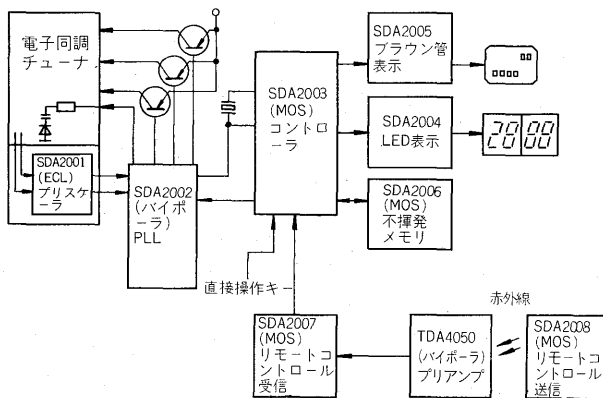 電子同調
チューナ
SDA2001
(ECL)
プリスケ
ーラ
SDA2002
(バイポ
ーラ)
PLL
SDA2003
(MOS)
コントロ
ーラ
SDA2005
ブラウン管
表示
SDA2004
LED表示
20 00
SDA2006
(MOS)
不揮発
メモリ
直接操作キー
赤外線
SDA2007
(MOS)
リモートコ
ントロール
受信
TDA4050
(バイポーラ)
プリアンプ
SDA2008
(MOS)
リモートコ
ントロール
送信